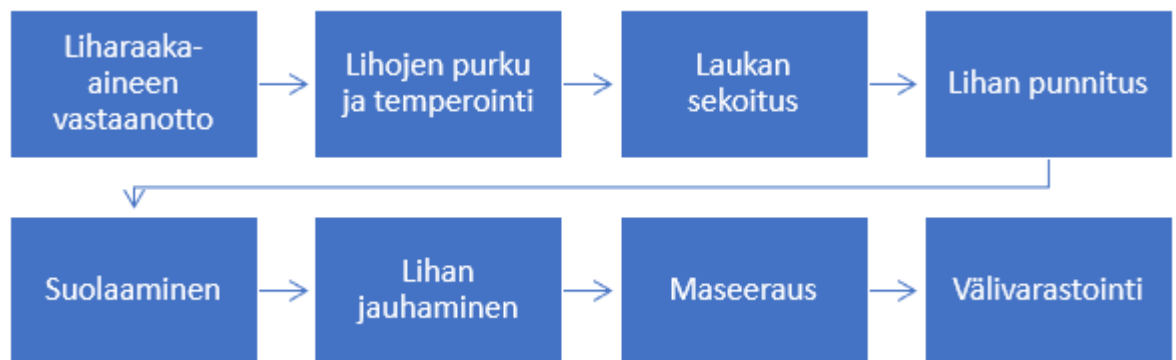 Liharaaka-
aineen
vastaanotto
Lihojen purku
ja temperointi
Laukan
sekoitus
Lihan punnitus
Suolaaminen
Lihan
jauhaminen
Maseeraus
Välivarastointi